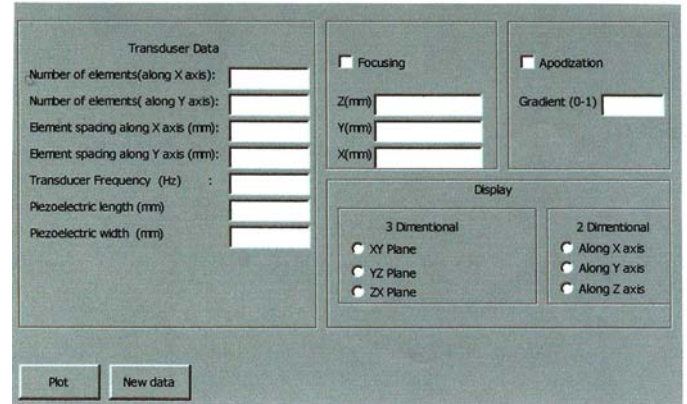 Transduser Data
Number of elements(along X axis):
Number of elements( along Y axis):
Element spacing along X axis (mm):
Element spacing along Y axis (mm):
Transducer Frequency (Hz) :
Piezoelectric length (mm)
Piezoelectric width (mm)
Focusing
Z(mm)
Y(mm)
X(mm)
Apodization
Gradient (0-1)
Display
3 Dimentional
XY Plane
YZ Plane
ZX Plane
2 Dimentional
Along X axis
Along Y axis
Along Z axis
Plot
New data